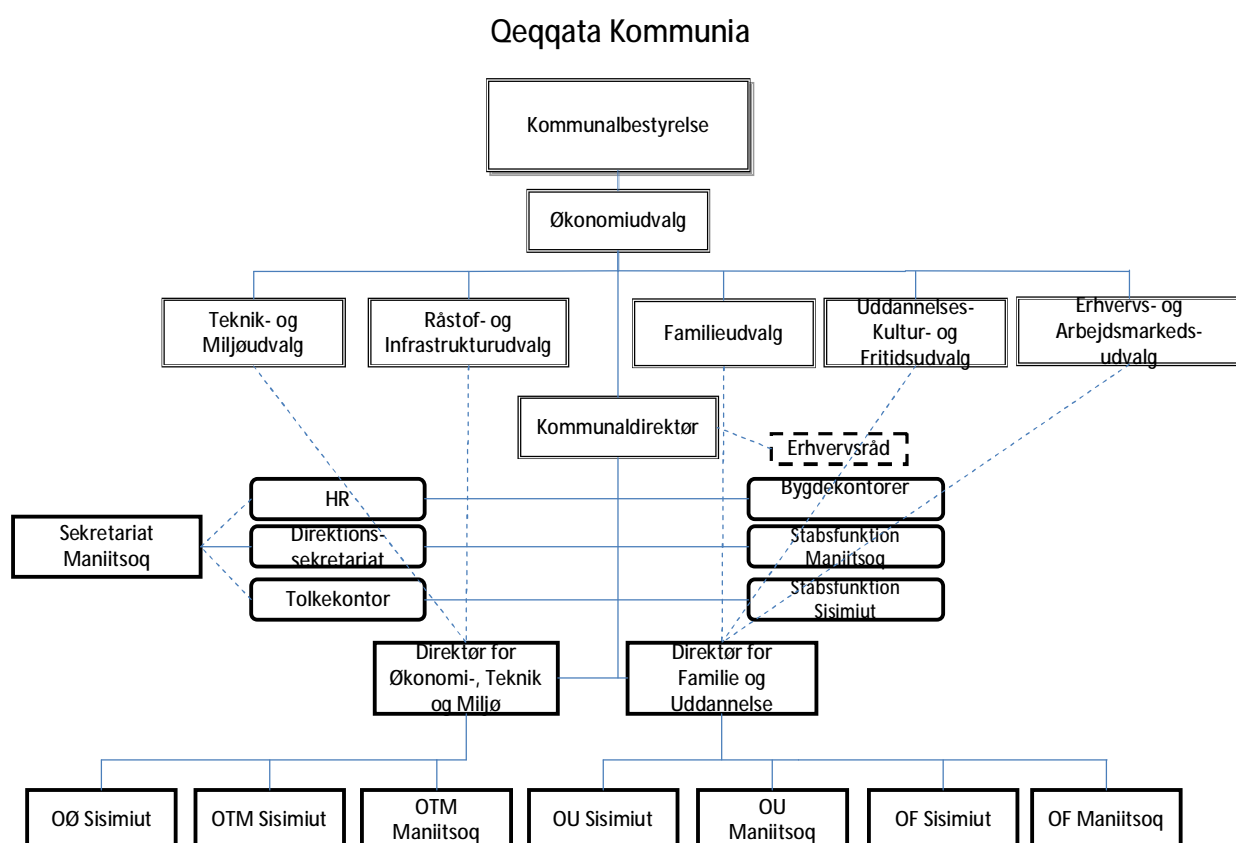 Qeqqata Kommunia
Kommunalbestyrelse
Økonomiudvalg
Teknik- og
Miljøudvalg
Råstof- og
Infrastrukturudvalg
Familieudvalg
Uddannelses-
Kultur- og
Fritidsudvalg
Erhvervs- og
Arbejdsmarkeds-
udvalg
Kommunaldirektør
Erhvervsråd
HR
Bygdekontorer
Sekretariat
Maniitsoq
Direktions-
sekretariat
Stabsfunktion
Maniitsoq
Tolkekontor
Stabsfunktion
Sisimiut
Direktør for
Økonomi-, Teknik
og Miljø
Direktør for
Familie og
Uddannelse
OØ Sisimiut
OTM Sisimiut
OTM
Maniitsoq
OU Sisimiut
OU
Maniitsoq
OF Sisimiut
OF Maniitsoq